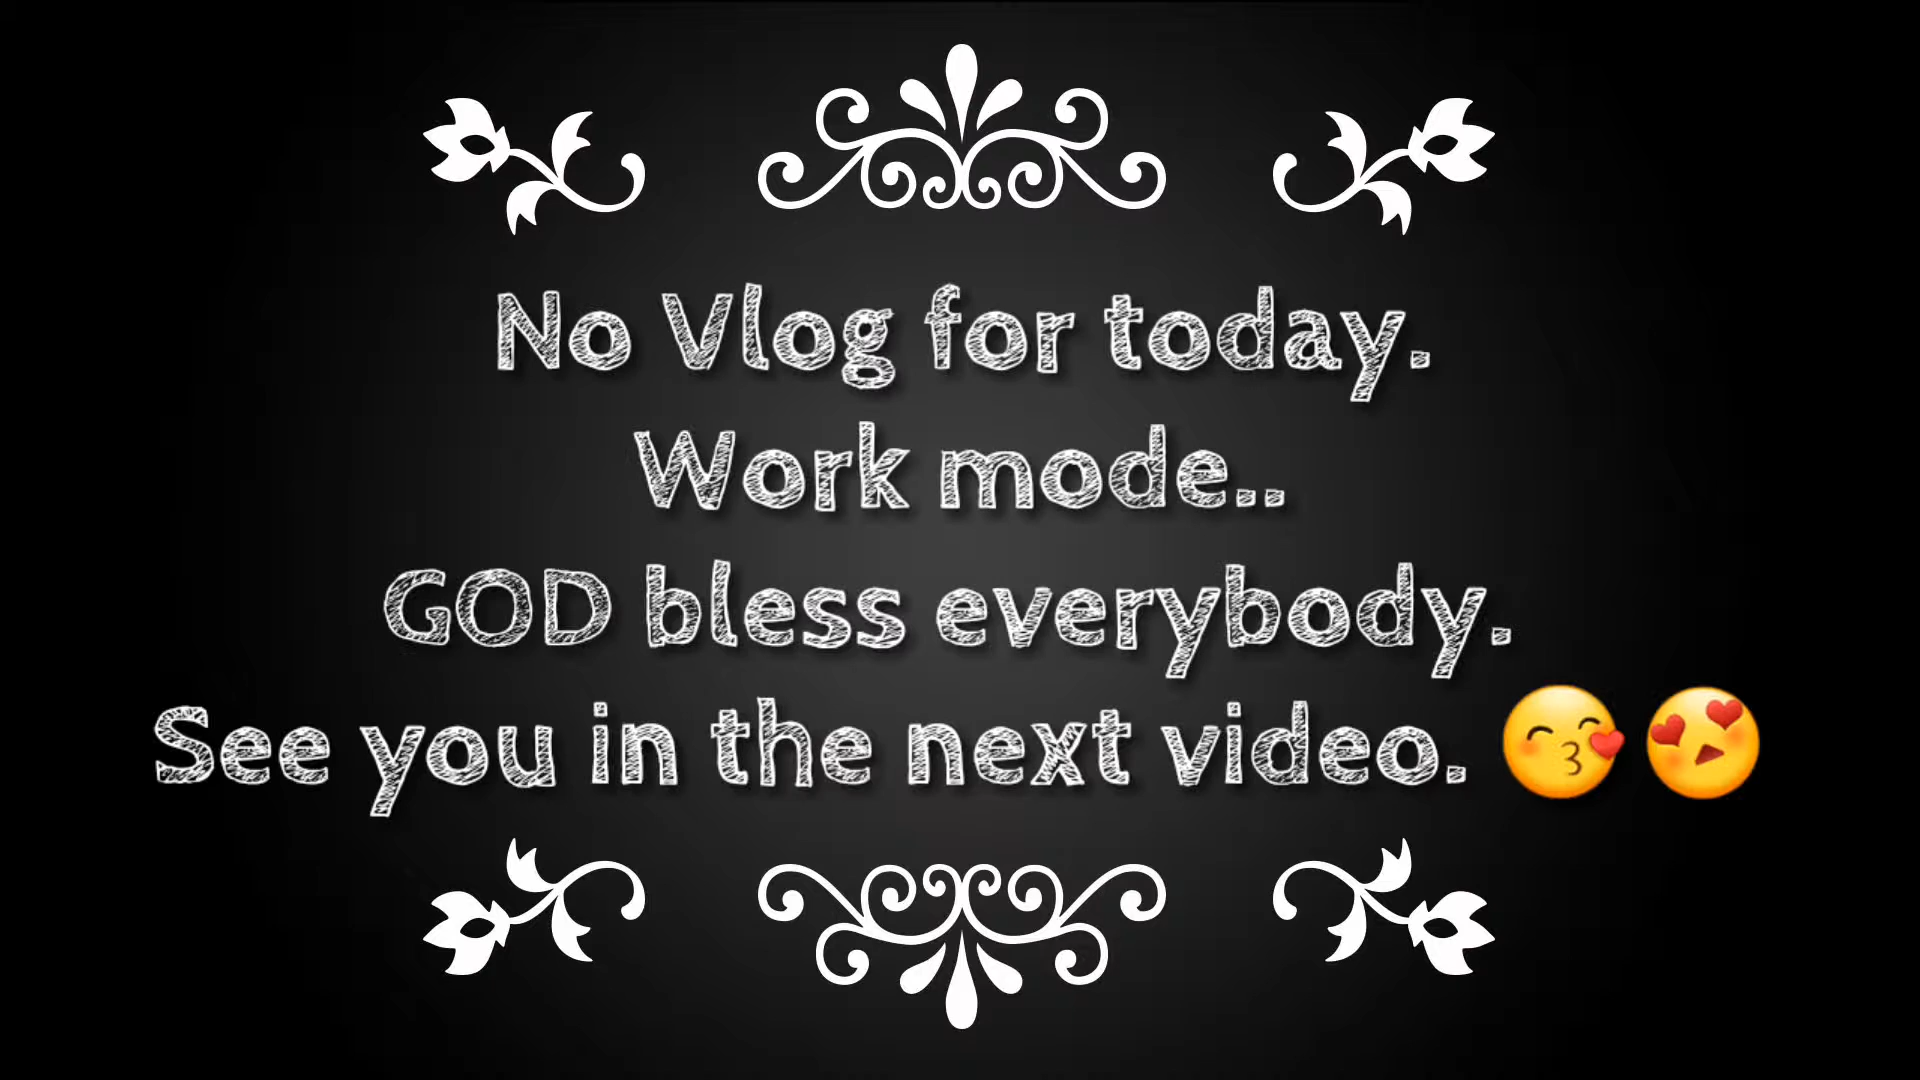 No Vlog for today.
Work mode..
GOD bless everybody.
See you in the next video. 😙😍